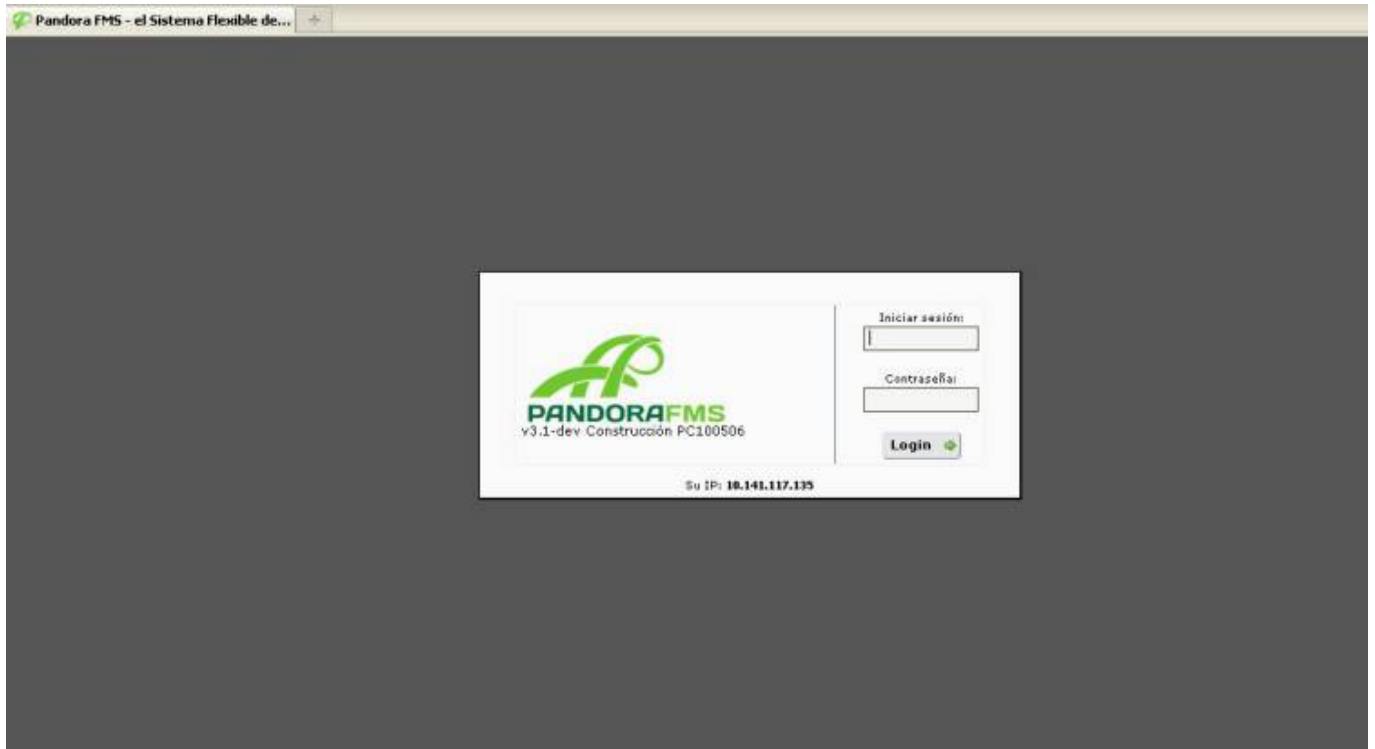 Pandora FMS - el Sistema Flexible de...
Iniciar sesión:
Contraseña:
PANDORAFMS
v3.1-dev Construcción PC100506
Login
Su IP: 10.141.117.135